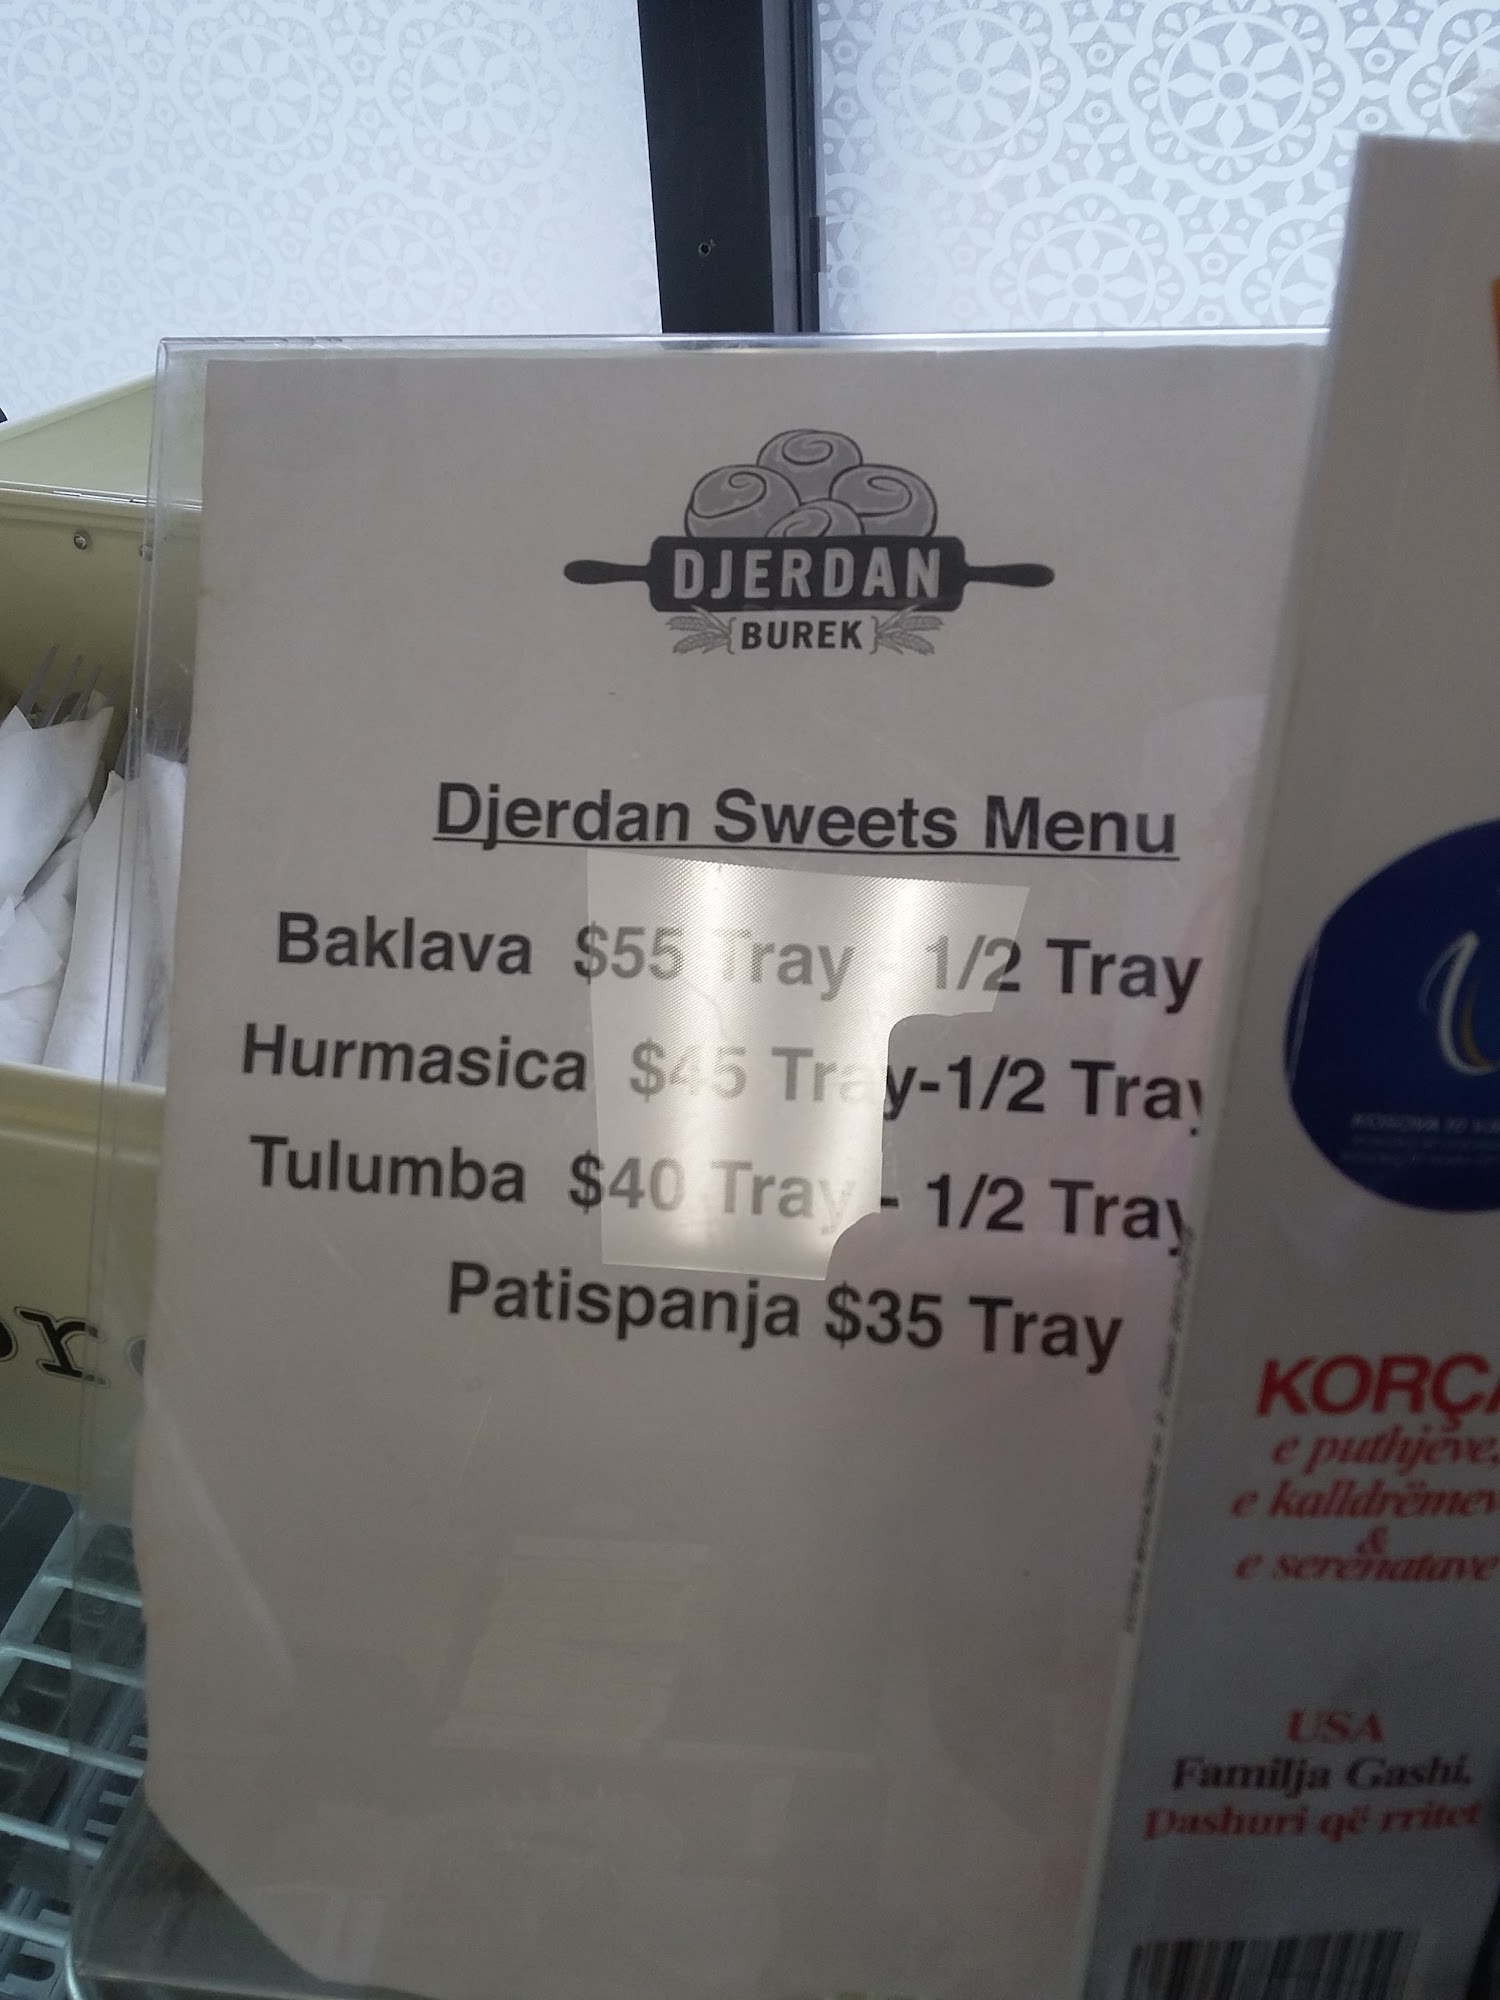 DJERDAN
BUREK
Djerdan Sweets Menu
Baklava $55 Tray - 1/2 Tray
Hurmasica $45 Tray-1/2 Tray
Tulumba $40 Tray - 1/2 Tray
Patispanja $35 Tray
KORÇA
e puthjeve,
e kalldrëmev
&
e serenatave
USA
Familja Gashi,
Dashuri që rritet